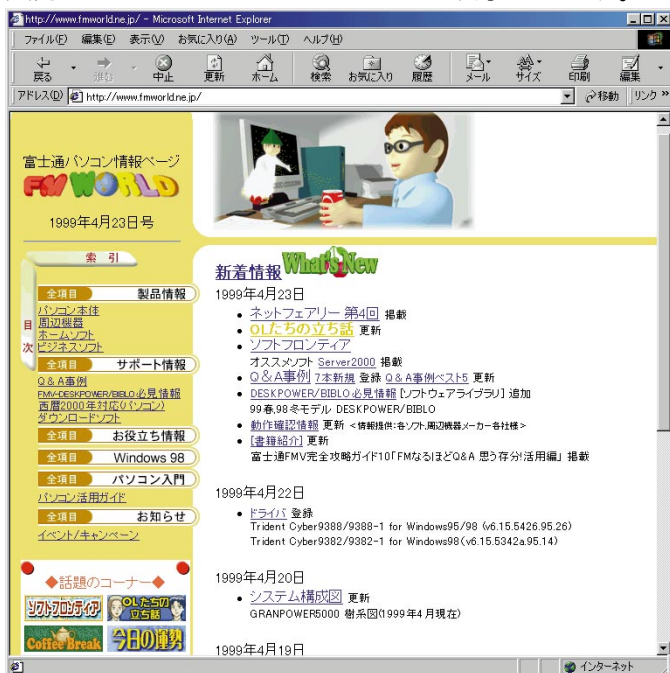 http://www.fmworld.ne.jp/ - Microsoft Internet Explorer
ファイル(F) 編集(E) 表示(V) お気に入り(A) ツール(T) ヘルプ(H)
戻る 進む 中止 更新 ホーム 検索 お気に入り 履歴 メール サイズ 印刷 編集
アドレス(D) http://www.fmworld.ne.jp/ 移動 リンク »
富士通パソコン情報ページ
FM WORLD
1999年4月23日号
目次
索引
全項目 製品情報
パソコン本体
周辺機器
ホームソフト
ビジネスソフト
全項目 サポート情報
Q&A事例
FMV-DESKPOWER/BIBLO必見情報
西暦2000年対応(パソコン)
ダウンロードソフト
全項目 お役立ち情報
全項目 Windows 98
全項目 パソコン入門
パソコン活用ガイド
全項目 お知らせ
イベント/キャンペーン
◆話題のコーナー◆
ソフトフロンティア OLたちの立ち話
Coffee Break 今日の運勢
新着情報 What's New
1999年4月23日
• ネットフェアリー 第4回 掲載
• OLたちの立ち話 更新
• ソフトフロンティア
オススメソフト Server2000 掲載
• Q&A事例 7本新規 登録 Q&A事例ベスト5 更新
• DESKPOWER/BIBLO必見情報 [ソフトウェアライブラリ] 追加
99春,98冬モデル DESKPOWER/BIBLO
• 動作確認情報 更新 <情報提供:各ソフト,周辺機器メーカー各社様>
• [書籍紹介] 更新
富士通FMV完全攻略ガイド10「FMなるほどQ&A 思う存分!活用編」掲載
1999年4月22日
• ドライバ 登録
Trident Cyber9388/9388-1 for Windows95/98 (v6.15.5426.95.26)
Trident Cyber9382/9382-1 for Windows98(v6.15.5342a.95.14)
1999年4月20日
• システム構成図 更新
GRANPOWER5000 樹系図(1999年4月現在)
1999年4月19日
インターネット